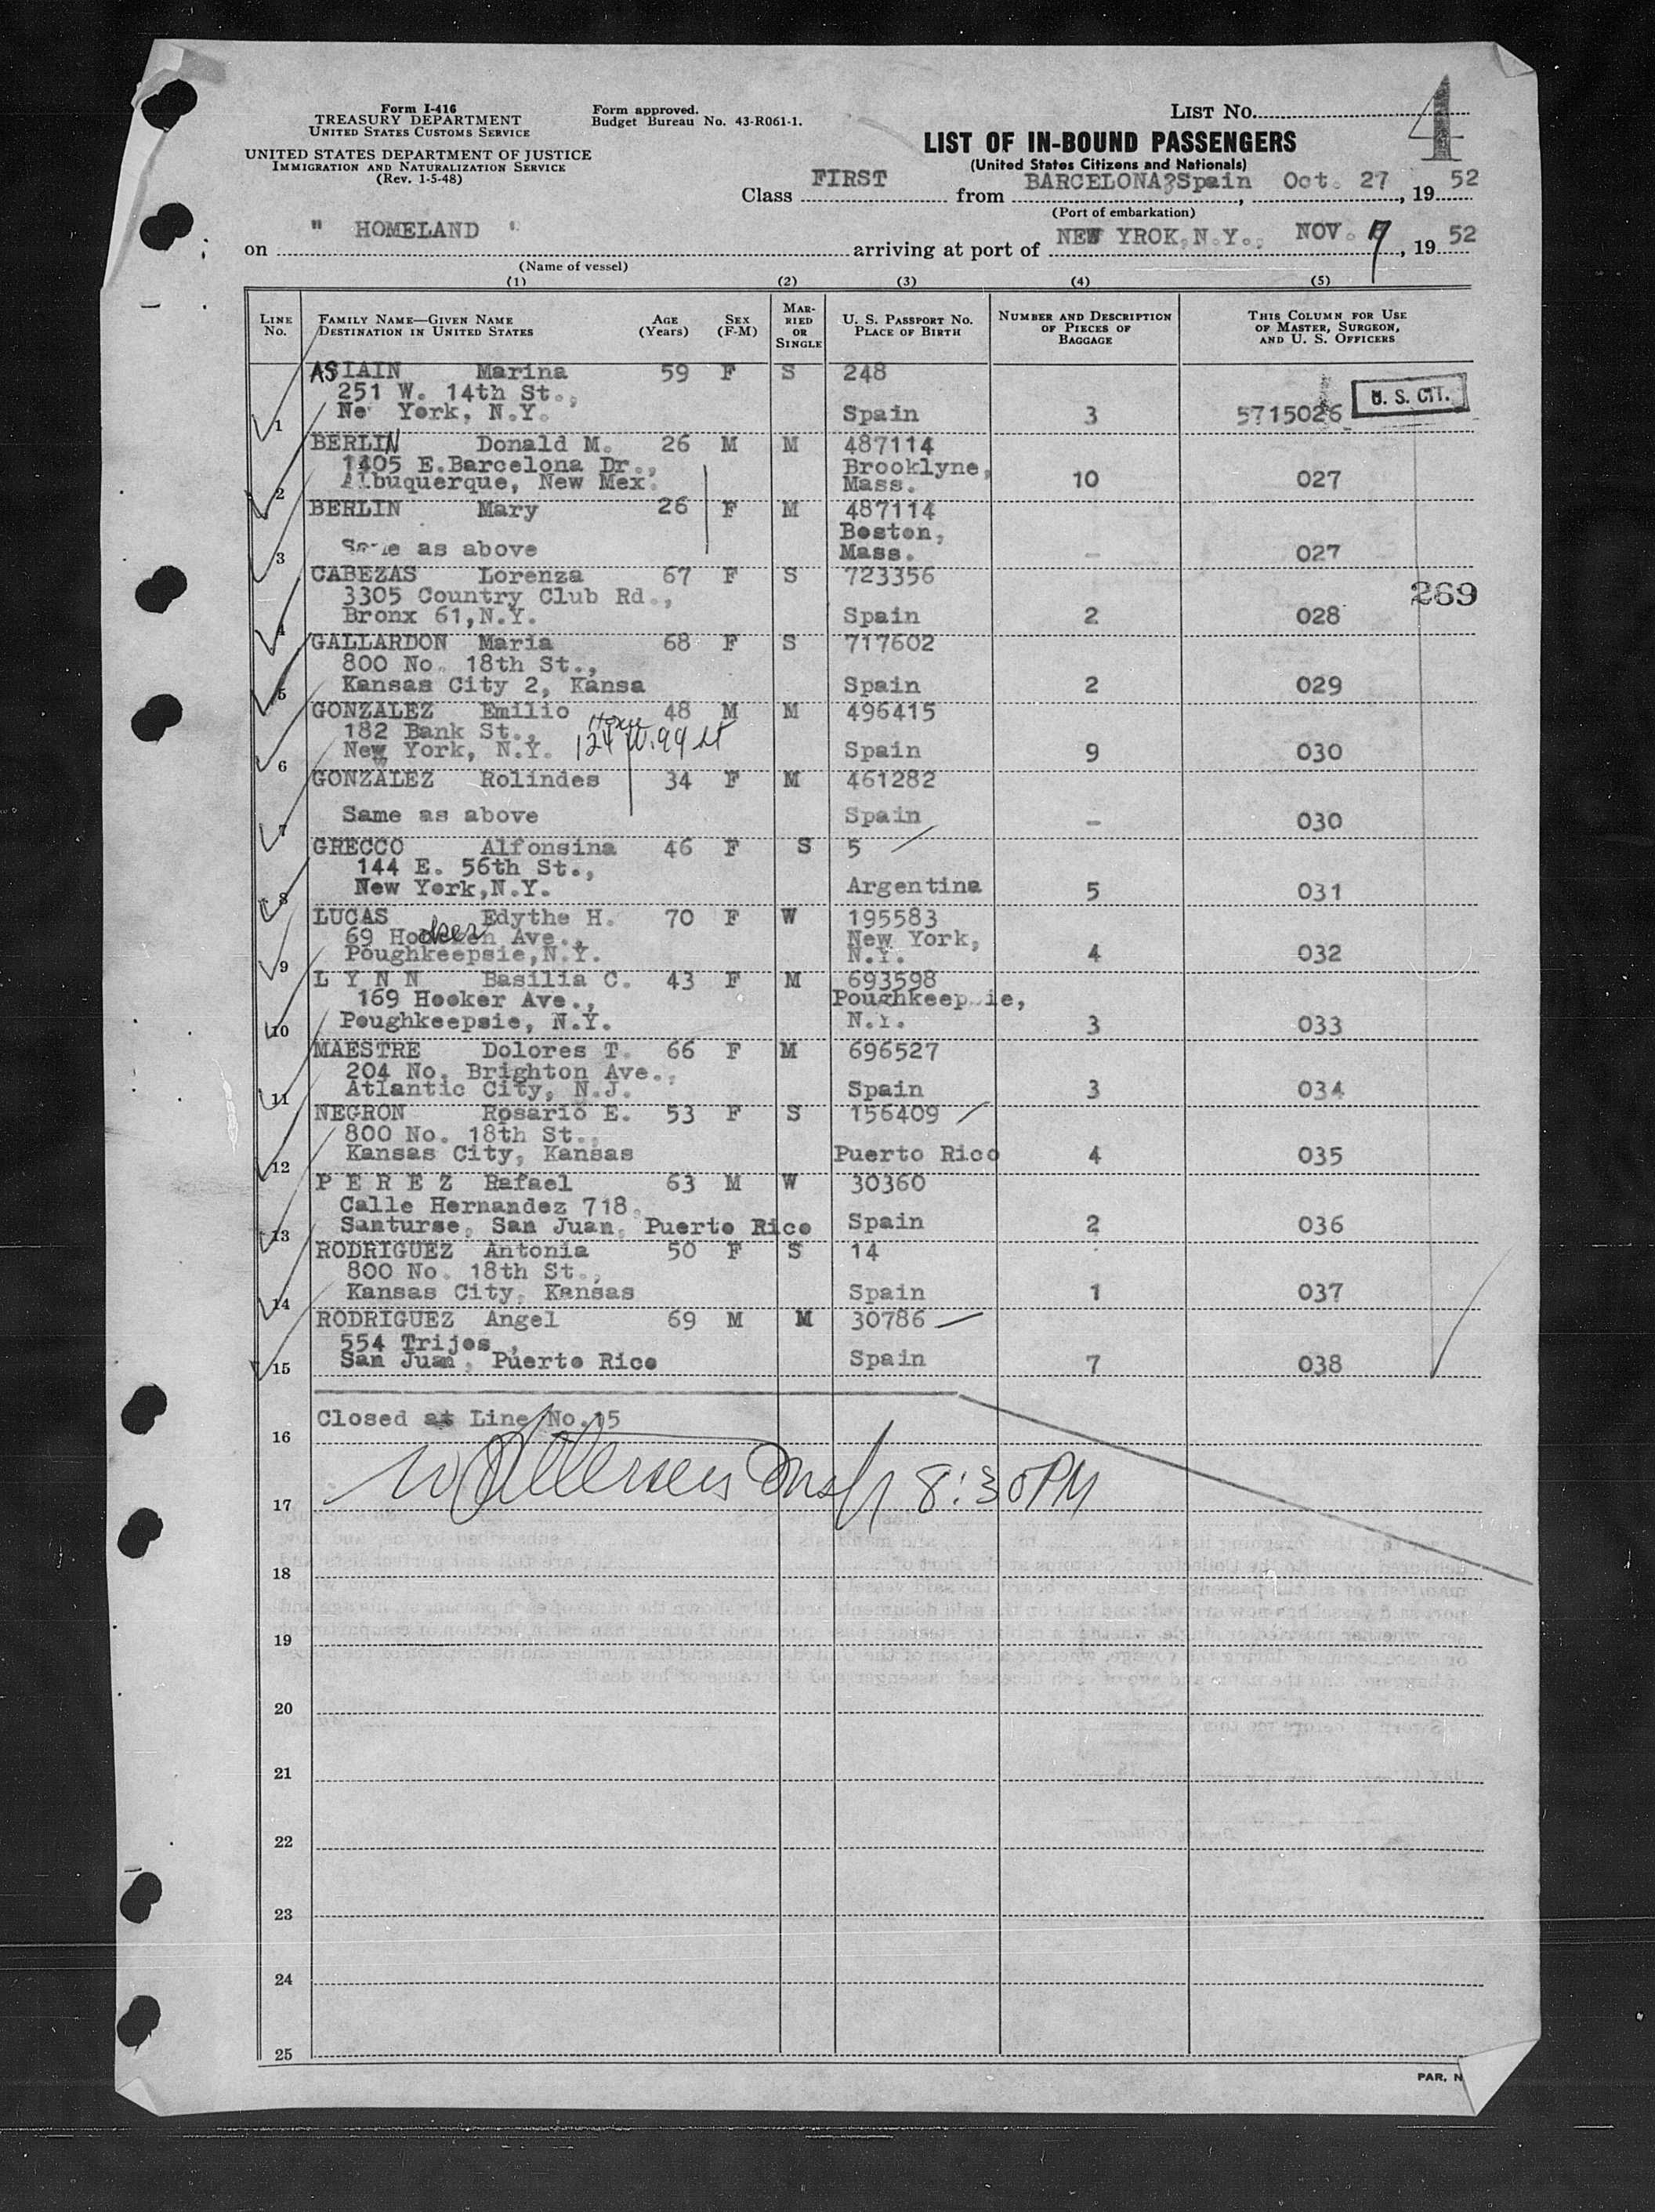 Form I-416
TREASURY DEPARTMENT
UNITED STATES CUSTOMS SERVICE
UNITED STATES DEPARTMENT OF JUSTICE
IMMIGRATION AND NATURALIZATION SERVICE
(Rev. 1-5-48)
Form approved.
Budget Bureau No. 43-R061-1.
LIST No. 4
LIST OF IN-BOUND PASSENGERS
(United States Citizens and Nationals)
Class FIRST from BARCELONA, Spain Oct. 27, 1952
(Port of embarkation)
on " HOMELAND " arriving at port of NEW YROK, N.Y., NOV. 7, 1952
(Name of vessel)
(1) (2) (3) (4) (5)
LINE No. FAMILY NAME—GIVEN NAME DESTINATION IN UNITED STATES AGE (Years) SEX (F-M) MARRIED OR SINGLE U. S. PASSPORT No. PLACE OF BIRTH NUMBER AND DESCRIPTION OF PIECES OF BAGGAGE THIS COLUMN FOR USE OF MASTER, SURGEON, AND U. S. OFFICERS
ASIAIN Marina 59 F S 248
251 W. 14th St.,
1 New York, N.Y. Spain 3 5715026 U. S. CIT.
BERLIN Donald M. 26 M M 487114
1405 E.Barcelona Dr., Brooklyne,
2 Albuquerque, New Mex. Mass. 10 027
BERLIN Mary 26 F M 487114
Boston,
3 Same as above Mass. - 027
CABEZAS Lorenza 67 F S 723356
3305 Country Club Rd., 269
4 Bronx 61,N.Y. Spain 2 028
GALLARDON Maria 68 F S 717602
800 No. 18th St.,
5 Kansas City 2, Kansa Spain 2 029
GONZALEZ Emilio 48 M M 496415
182 Bank St.,
6 New York, N.Y. 124 W. 99 St Spain 9 030
GONZALEZ Rolindes 34 F M 461282
7 Same as above Spain - 030
GRECCO Alfonsina 46 F S 5
144 E. 56th St.,
8 New York,N.Y. Argentina 5 031
LUCAS Edythe H. 70 F W 195583
69 Hooker Ave., New York,
9 Poughkeepsie,N.Y. N.Y. 4 032
L Y N N Basilia C. 43 F M 693598
169 Hooker Ave., Poughkeepsie,
10 Poughkeepsie, N.Y. N.Y. 3 033
MAESTRE Dolores T. 66 F M 696527
204 No. Brighton Ave.,
11 Atlantic City, N.J. Spain 3 034
NEGRON Rosario E. 53 F S 156409
800 No. 18th St.,
12 Kansas City, Kansas Puerto Rico 4 035
P E R E Z Rafael 63 M W 30360
Calle Hernandez 718,
13 Santurse, San Juan, Puerto Rico Spain 2 036
RODRIGUEZ Antonia 50 F S 14
800 No. 18th St.,
14 Kansas City, Kansas Spain 1 037
RODRIGUEZ Angel 69 M M 30786
554 Trijos,
15 San Juan, Puerto Rico Spain 7 038
Closed at Line No.15
16
17 8:30PM
18
19
20
21
22
23
24
25
PAR, N